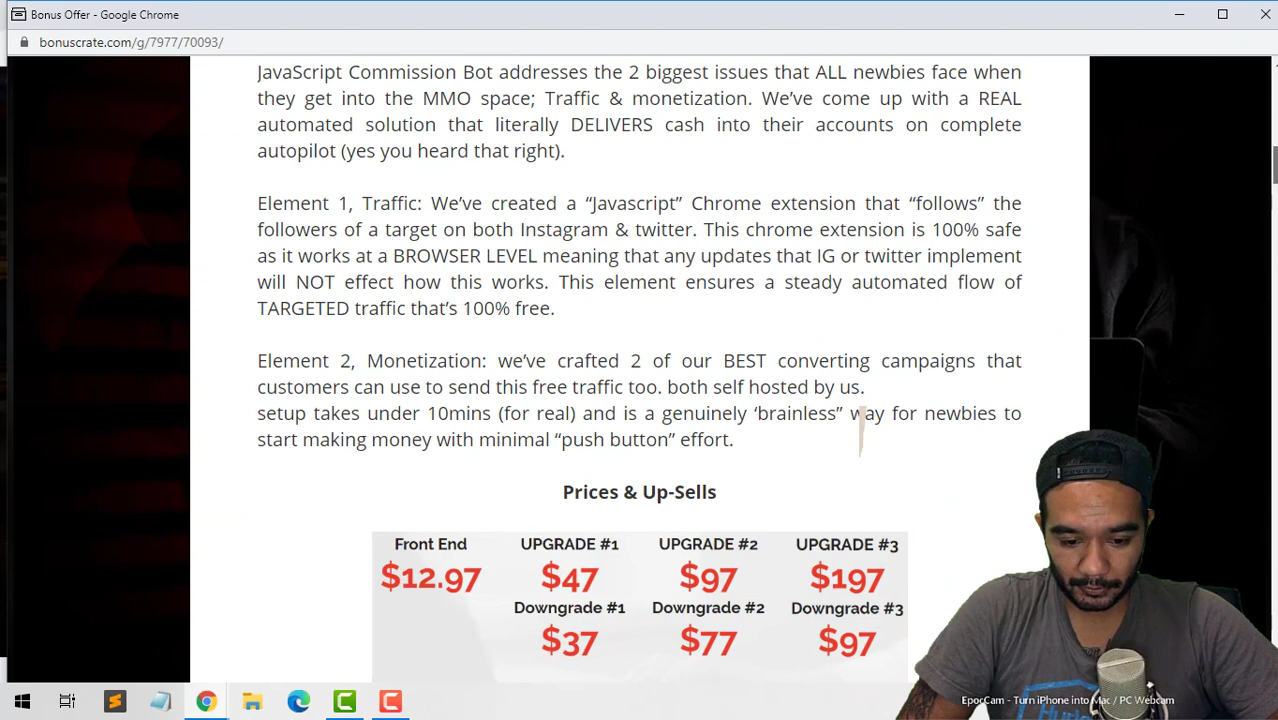 Bonus Offer - Google Chrome
bonuscrate.com/g/7977/70093/
JavaScript Commission Bot addresses the 2 biggest issues that ALL newbies face when
they get into the MMO space; Traffic & monetization. We’ve come up with a REAL
automated solution that literally DELIVERS cash into their accounts on complete
autopilot (yes you heard that right).
Element 1, Traffic: We’ve created a “Javascript” Chrome extension that “follows” the
followers of a target on both Instagram & twitter. This chrome extension is 100% safe
as it works at a BROWSER LEVEL meaning that any updates that IG or twitter implement
will NOT effect how this works. This element ensures a steady automated flow of
TARGETED traffic that’s 100% free.
Element 2, Monetization: we’ve crafted 2 of our BEST converting campaigns that
customers can use to send this free traffic too. both self hosted by us.
setup takes under 10mins (for real) and is a genuinely ‘brainless” way for newbies to
start making money with minimal “push button” effort.
Prices & Up-Sells
Front End UPGRADE #1 UPGRADE #2 UPGRADE #3
$12.97 $47 $97 $197
Downgrade #1 Downgrade #2 Downgrade #3
$37 $77 $97
EpocCam - Turn iPhone into Mac / PC Webcam